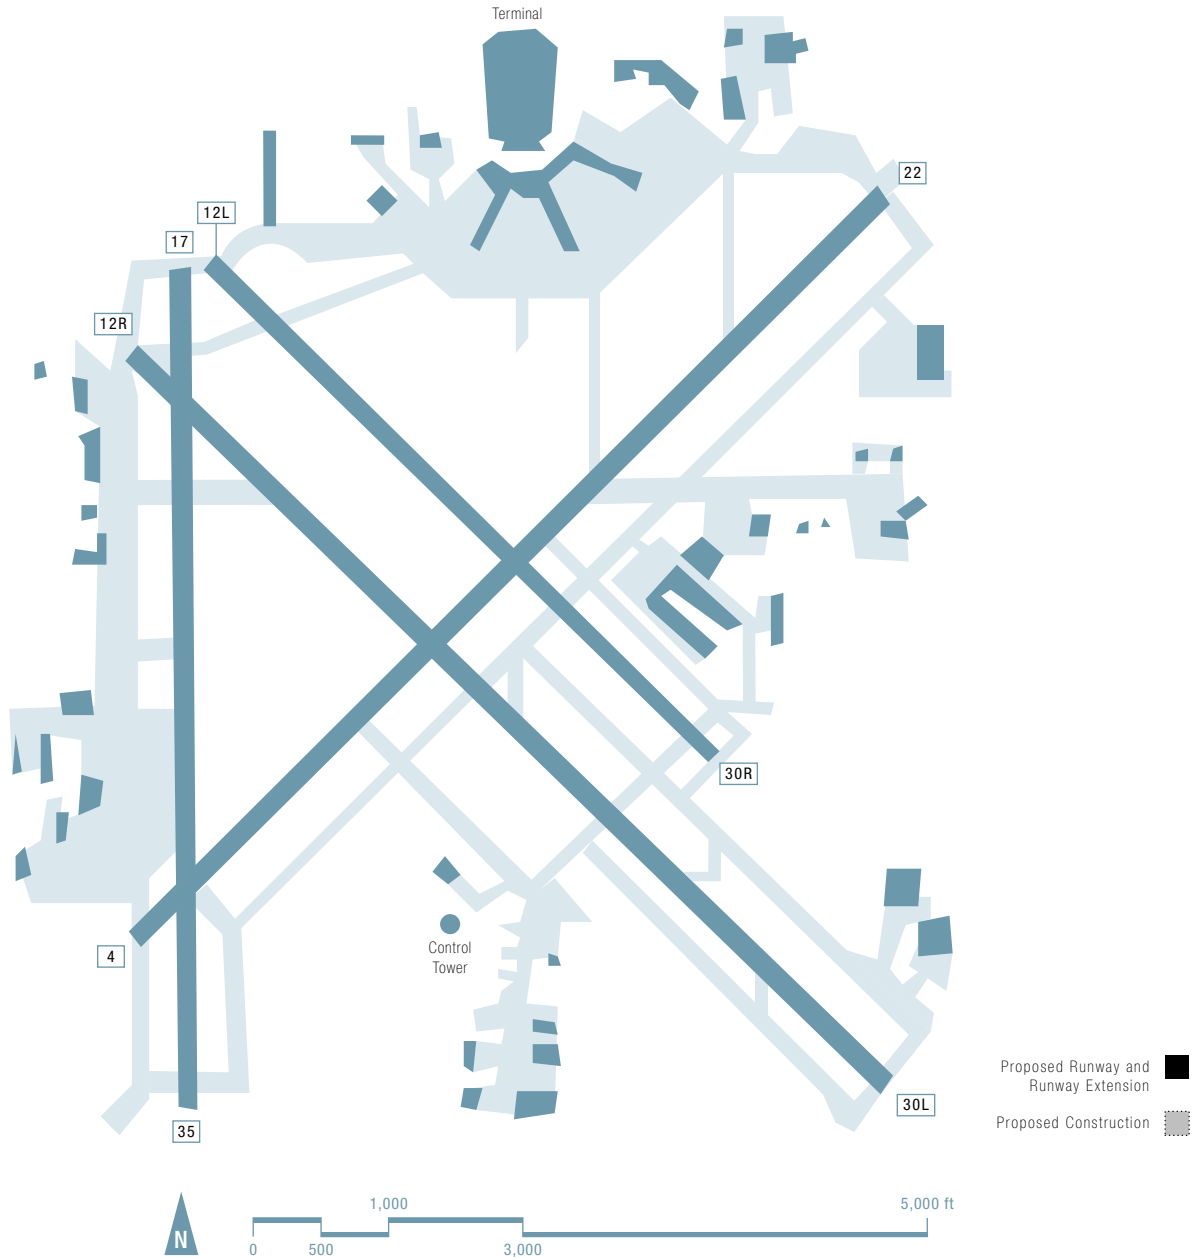 Terminal
22
12L
17
12R
30R
Control
Tower
4
Proposed Runway and
Runway Extension
30L
Proposed Construction
35
1,000
5,000 ft
N
0
500
3,000